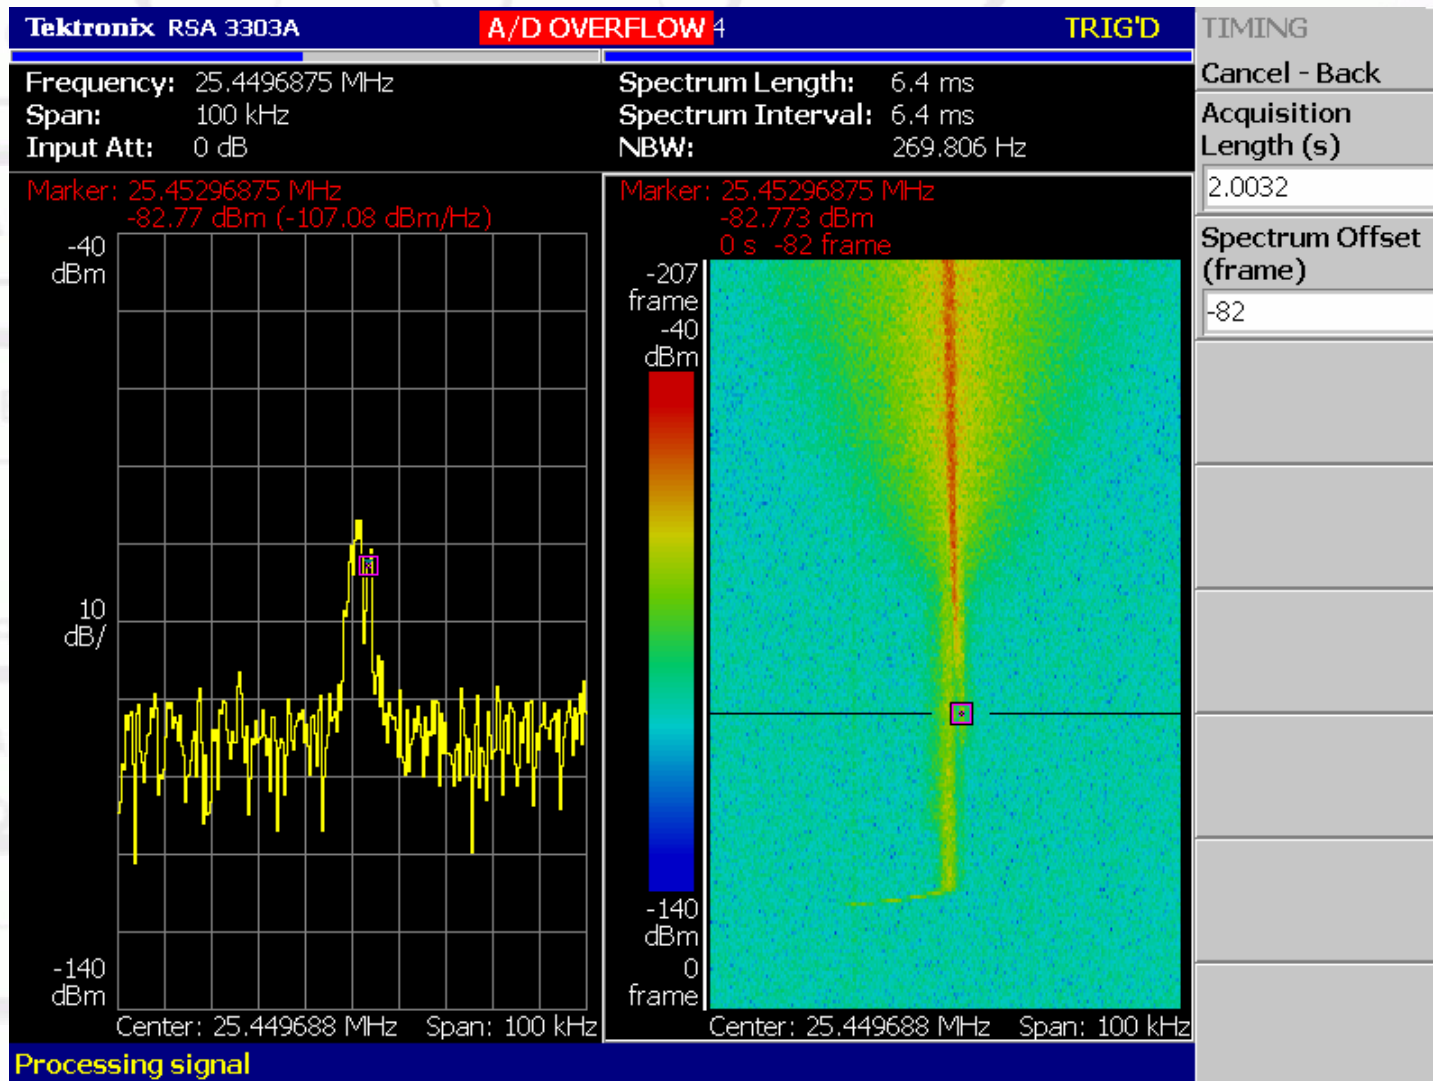 Tektronix RSA 3303A
A/D OVERFLOW 4
TRIG'D
Frequency: 25.4496875 MHz
Span: 100 kHz
Input Att: 0 dB
Spectrum Length: 6.4 ms
Spectrum Interval: 6.4 ms
NBW: 269.806 Hz
Marker: 25.45296875 MHz
-82.77 dBm (-107.08 dBm/Hz)
-40
dBm
10
dB/
-140
dBm
Center: 25.449688 MHz Span: 100 kHz
Marker: 25.45296875 MHz
-82.773 dBm
0 s -82 frame
-207
frame
-40
dBm
-140
dBm
0
frame
Center: 25.449688 MHz Span: 100 kHz
TIMING
Cancel - Back
Acquisition
Length (s)
2.0032
Spectrum Offset
(frame)
-82
Processing signal